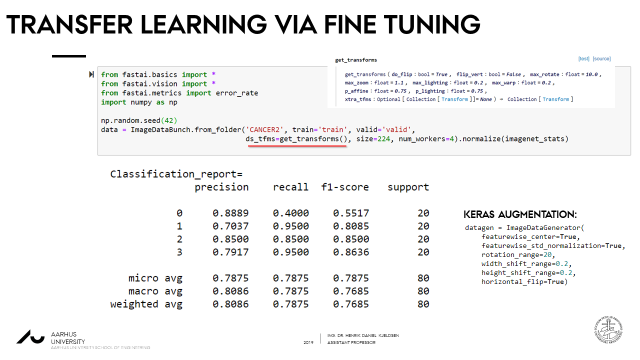 TRANSFER LEARNING VIA FINE TUNING
get_transforms
[test] [source]
get_transforms ( do_flip : bool = True , flip_vert : bool = False , max_rotate : float = 10.0 ,
max_zoom : float = 1.1 , max_lighting : float = 0.2 , max_warp : float = 0.2 ,
p_affine : float = 0.75 , p_lighting : float = 0.75 ,
xtra_tfms : Optional [ Collection [ Transform ]]= None ) → Collection [ Transform ]
from fastai.basics import *
from fastai.vision import *
from fastai.metrics import error_rate
import numpy as np
np.random.seed(42)
data = ImageDataBunch.from_folder('CANCER2', train='train', valid='valid',
ds_tfms=get_transforms(), size=224, num_workers=4).normalize(imagenet_stats)
Classification_report=
precision recall f1-score support
0 0.8889 0.4000 0.5517 20
1 0.7037 0.9500 0.8085 20
2 0.8500 0.8500 0.8500 20
3 0.7917 0.9500 0.8636 20
micro avg 0.7875 0.7875 0.7875 80
macro avg 0.8086 0.7875 0.7685 80
weighted avg 0.8086 0.7875 0.7685 80
KERAS AUGMENTATION:
datagen = ImageDataGenerator(
featurewise_center=True,
featurewise_std_normalization=True,
rotation_range=20,
width_shift_range=0.2,
height_shift_range=0.2,
horizontal_flip=True)
AARHUS
UNIVERSITY
2019
ASSISTANT PROFESSOR